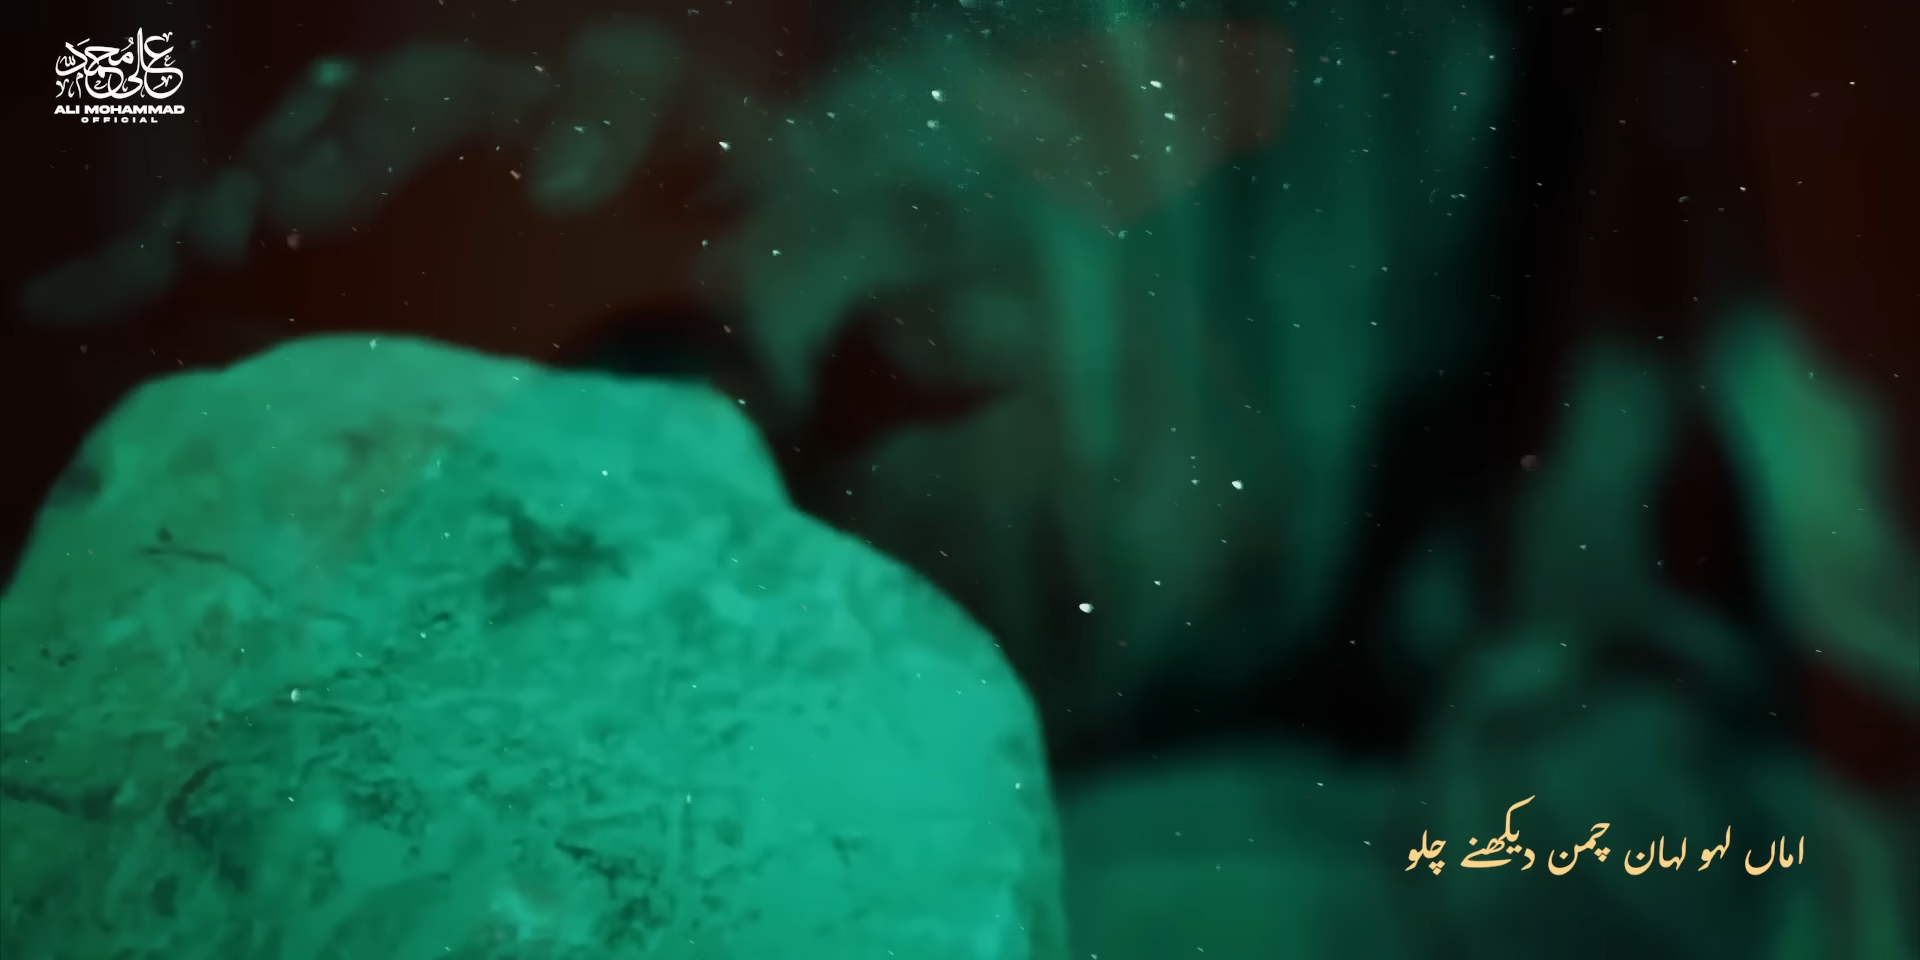 علی محمد
ALI MOHAMMAD
OFFICIAL
اماں لہو لہان چمن دیکھنے چلو